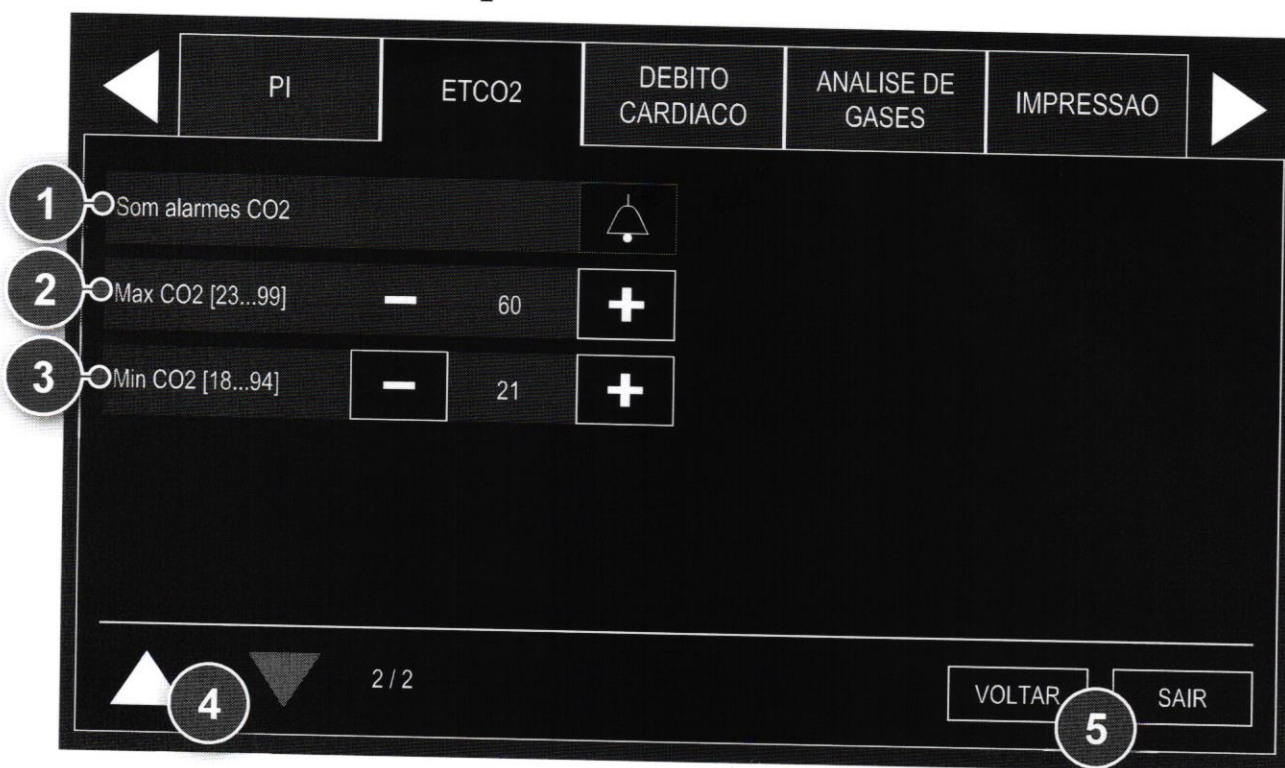 PI
ETCO2
DEBITO
CARDIACO
ANALISE DE
GASES
IMPRESSAO
1 Som alarmes CO2
2 Max CO2 [23...99] - 60 +
3 Min CO2 [18...94] - 21 +
4 2 / 2
VOLTAR 5 SAIR